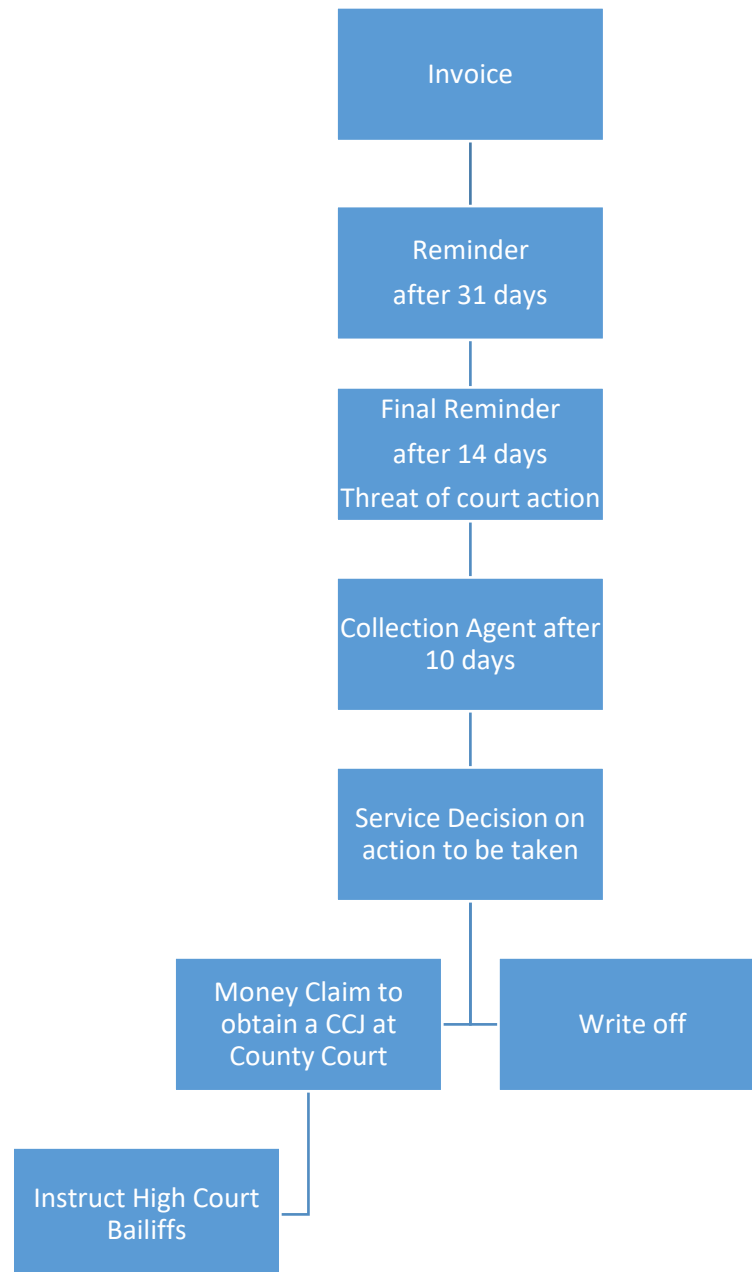 Invoice
Reminder
after 31 days
Final Reminder
after 14 days
Threat of court action
Collection Agent after
10 days
Service Decision on
action to be taken
Money Claim to
obtain a CCJ at
County Court
Write off
Instruct High Court
Bailiffs